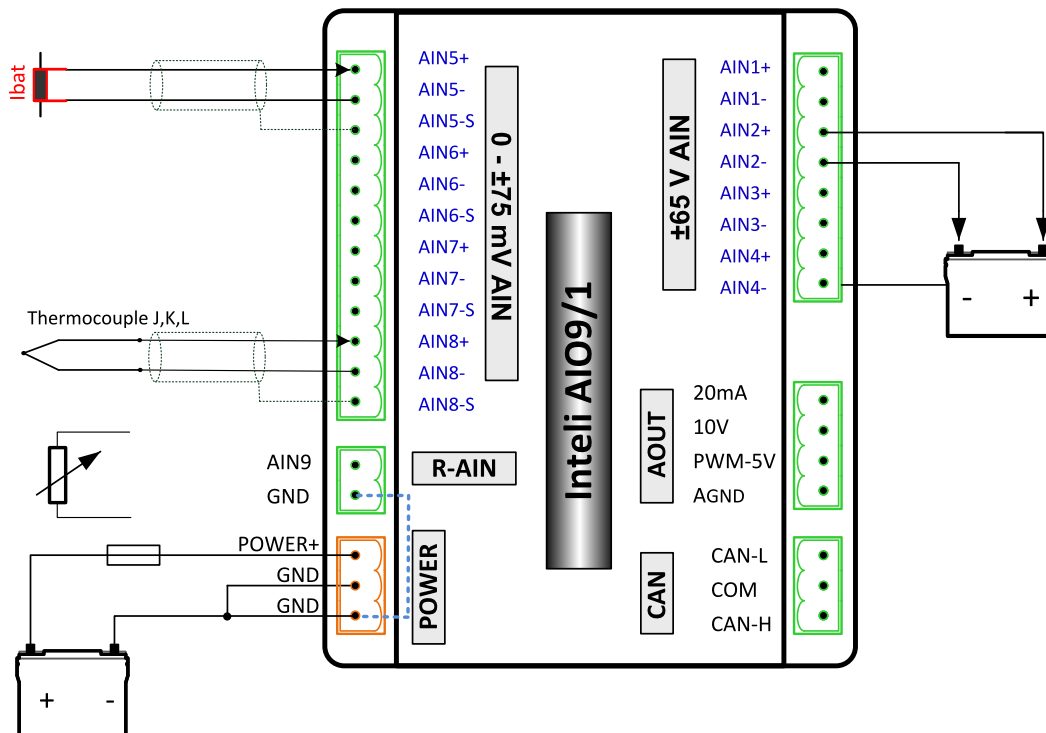 Ibat
AIN5+
AIN5-
AIN5-S
AIN6+
AIN6-
AIN6-S
AIN7+
AIN7-
AIN7-S
AIN8+
AIN8-
AIN8-S
0 - ±75 mV AIN
Thermocouple J,K,L
AIN9
GND
R-AIN
POWER+
GND
GND
POWER
+ -
Inteli AIO9/1
±65 V AIN
AIN1+
AIN1-
AIN2+
AIN2-
AIN3+
AIN3-
AIN4+
AIN4-
- +
AOUT
20mA
10V
PWM-5V
AGND
CAN
CAN-L
COM
CAN-H